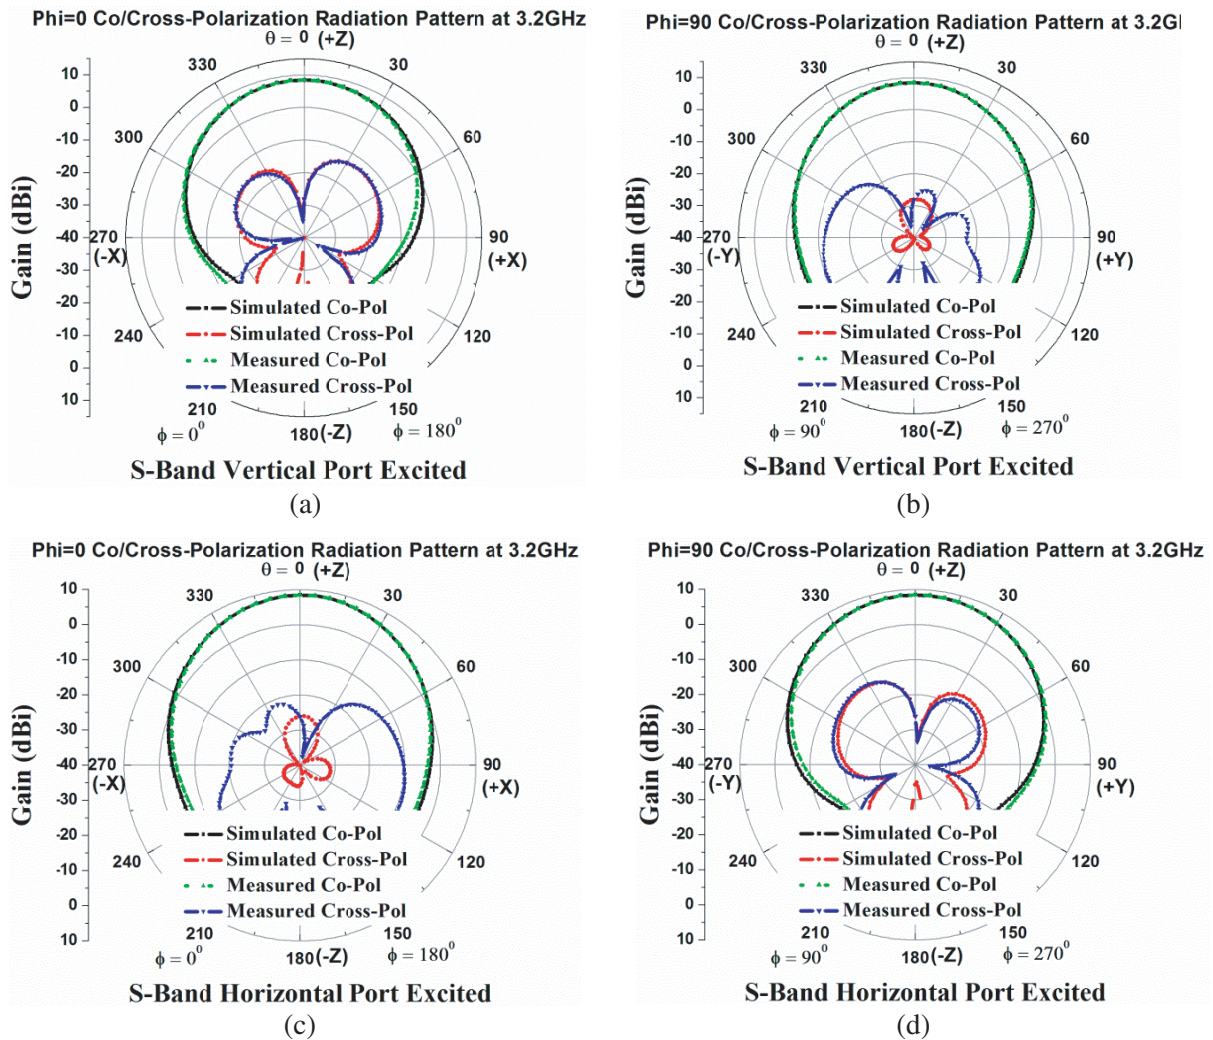 Phi=0 Co/Cross-Polarization Radiation Pattern at 3.2GHz
θ = 0 (+Z)
330 30
300 60
270 90
(-X) (+X)
240 120
210 150
180(-Z)
ϕ = 0⁰ ϕ = 180⁰
10
0
-10
-20
-30
-40
-30
-20
-10
0
10
Gain (dBi)
Simulated Co-Pol
Simulated Cross-Pol
Measured Co-Pol
Measured Cross-Pol
S-Band Vertical Port Excited
(a)
Phi=90 Co/Cross-Polarization Radiation Pattern at 3.2GI
θ = 0 (+Z)
330 30
300 60
270 90
(-Y) (+Y)
240 120
210 150
180(-Z)
ϕ = 90⁰ ϕ = 270⁰
10
0
-10
-20
-30
-40
-30
-20
-10
0
10
Gain (dBi)
Simulated Co-Pol
Simulated Cross-Pol
Measured Co-Pol
Measured Cross-Pol
S-Band Vertical Port Excited
(b)
Phi=0 Co/Cross-Polarization Radiation Pattern at 3.2GHz
θ = 0 (+Z)
330 30
300 60
270 90
(-X) (+X)
240 120
210 150
180(-Z)
ϕ = 0⁰ ϕ = 180⁰
10
0
-10
-20
-30
-40
-30
-20
-10
0
10
Gain (dBi)
Simulated Co-Pol
Simulated Cross-Pol
Measured Co-Pol
Measured Cross-Pol
S-Band Horizontal Port Excited
(c)
Phi=90 Co/Cross-Polarization Radiation Pattern at 3.2GHz
θ = 0 (+Z)
330 30
300 60
270 90
(-Y) (+Y)
240 120
210 150
180(-Z)
ϕ = 90⁰ ϕ = 270⁰
10
0
-10
-20
-30
-40
-30
-20
-10
0
10
Gain (dBi)
Simulated Co-Pol
Simulated Cross-Pol
Measured Co-Pol
Measured Cross-Pol
S-Band Horizontal Port Excited
(d)